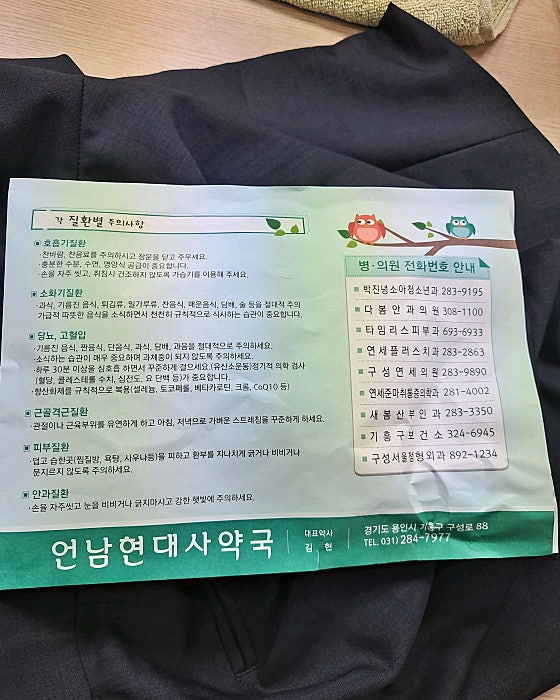 각 질환별 주의사항
▣ 호흡기질환
·찬바람, 찬음료를 주의하시고 창문을 닫고 주무세요.
·충분한 수분, 수면, 영양식 공급이 중요합니다.
·손을 자주 씻고, 취침시 건조하지 않도록 가습기를 이용해 주세요.
▣ 소화기질환
·과식, 기름진 음식, 튀김류, 밀가루류, 찬음식, 매운음식, 담배, 술 등을 절대적 주의
가급적 따뜻한 음식을 소식하면서 천천히 규칙적으로 식사하는 습관이 중요합니다.
▣ 당뇨, 고혈압
·기름진 음식, 짠음식, 단음식, 과식, 담배, 과음을 절대적으로 주의하세요.
·소식하는 습관이 매우 중요하며 과체중이 되지 않도록 주의하세요.
·하루 30분 이상을 심호흡 하면서 꾸준하게 걸으세요.(유산소운동)정기적 의학 검사
(혈당, 콜레스테롤 수치, 심전도, 요 단백 등)가 중요합니다.
·항산화제를 규칙적으로 복용(셀레늄, 토코페롤, 베타카로틴, 크롬, CoQ10 등)
▣ 근골격근질환
·관절이나 근육부위를 유연하게 하고 아침, 저녁으로 가벼운 스트레칭을 꾸준하게 하세요.
▣ 피부질환
·덥고 습한곳(찜질방, 욕탕, 사우나등)을 피하고 환부를 지나치게 긁거나 비비거나
문지르지 않도록 주의하세요.
▣ 안과질환
·손을 자주씻고 눈을 비비거나 긁지마시고 강한 햇빛에 주의하세요.
병·의원 전화번호 안내
박진녕소아청소년과 283-9195
다봄안과의원 308-1100
타임리스피부과 693-6933
연세플러스치과 283-2863
구성연세의원 283-9890
연세준마취통증의학과 281-4002
새봄산부인과 283-3350
기흥구보건소 324-6945
구성서울정형외과 892-1234
언남현대사약국
대표약사
김 현
경기도 용인시 기흥구 구성로 88
TEL. 031) 284-7977